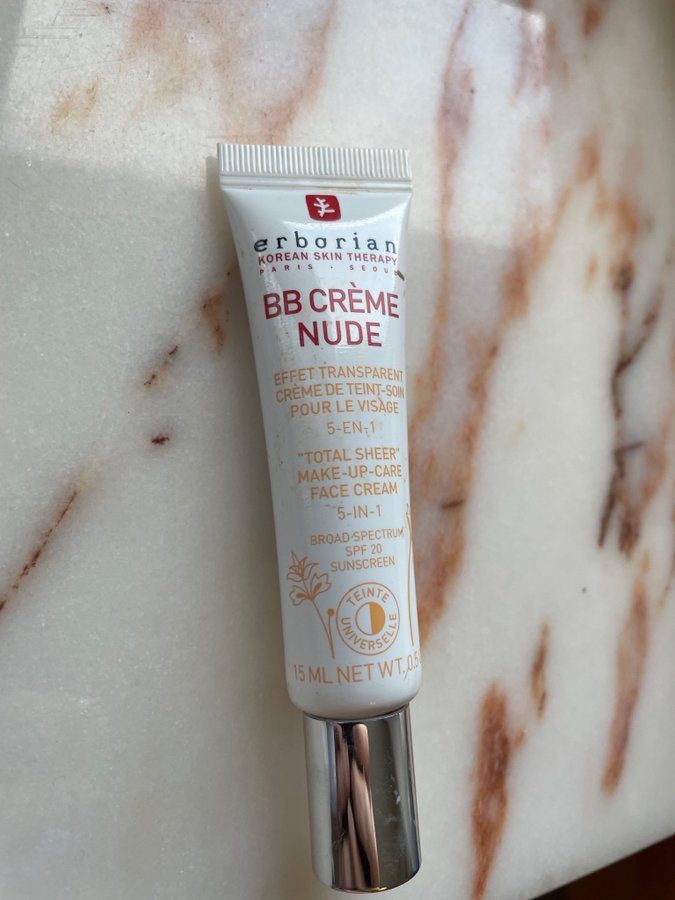 erborian
KOREAN SKIN THERAPY
PARIS · SEOUL
BB CRÈME
NUDE
EFFET TRANSPARENT
CRÈME DE TEINT-SOIN
POUR LE VISAGE
5-EN-1
"TOTAL SHEER"
MAKE-UP-CARE
FACE CREAM
5-IN-1
BROAD SPECTRUM
SPF 20
SUNSCREEN
TEINTE
UNIVERSELLE
15 ML NET WT. 0.5